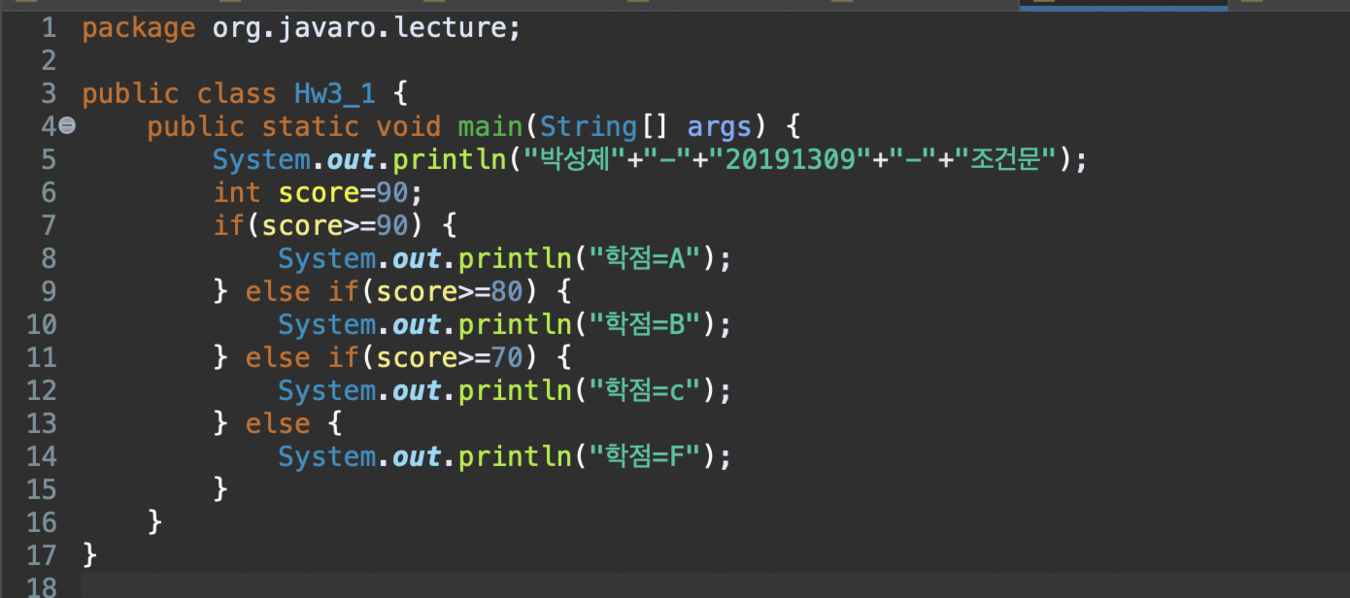 1 package org.javaro.lecture;
2
3 public class Hw3_1 {
4 public static void main(String[] args) {
5 System.out.println("박성제"+"-"+"20191309"+"-"+"조건문");
6 int score=90;
7 if(score>=90) {
8 System.out.println("학점=A");
9 } else if(score>=80) {
10 System.out.println("학점=B");
11 } else if(score>=70) {
12 System.out.println("학점=c");
13 } else {
14 System.out.println("학점=F");
15 }
16 }
17 }
18